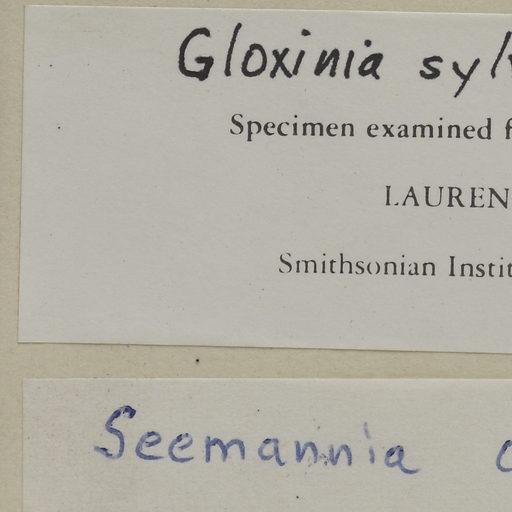 Gloxinia syl
Specimen examined f
LAUREN
Smithsonian Instit
Seemannia